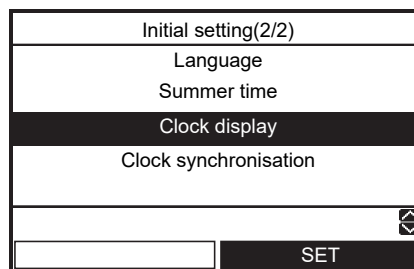 Initial setting(2/2)
Language
Summer time
Clock display
Clock synchronisation
SET